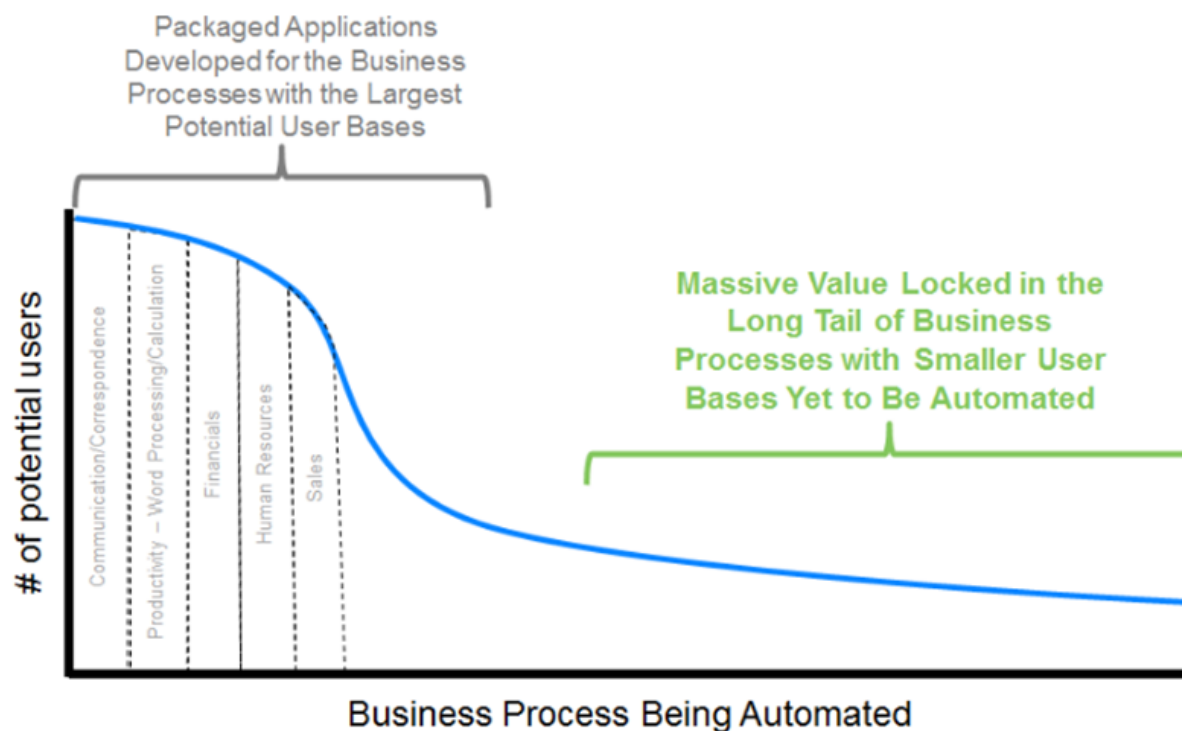 Packaged Applications
Developed for the Business
Processes with the Largest
Potential User Bases
Massive Value Locked in the
Long Tail of Business
Processes with Smaller User
Bases Yet to Be Automated
# of potential users
Communication/Correspondence
Productivity – Word Processing/Calculation
Financials
Human Resources
Sales
Business Process Being Automated